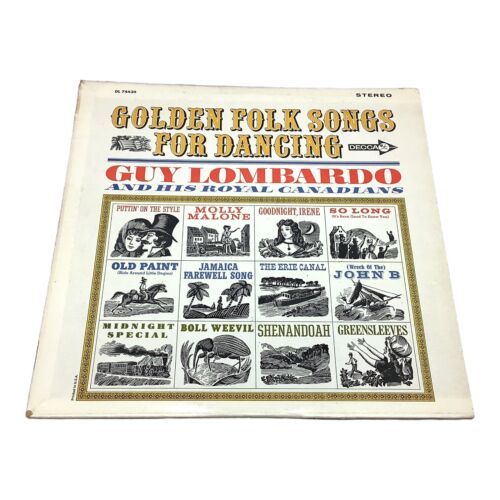 DL 74430
STEREO
GOLDEN FOLK SONGS
FOR DANCING
DECCA
GUY LOMBARDO
AND HIS ROYAL CANADIANS
PUTTIN' ON THE STYLE
MOLLY
MALONE
GOODNIGHT, IRENE
SO LONG
(It's Been Good To Know You)
OLD PAINT
(Ride Around Little Dogies)
JAMAICA
FAREWELL SONG
THE ERIE CANAL
(Wreck Of The)
JOHN B
MIDNIGHT
SPECIAL
BOLL WEEVIL
SHENANDOAH
GREENSLEEVES